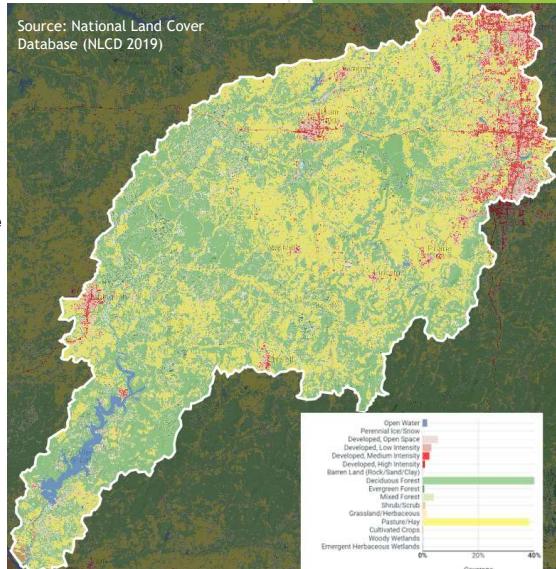 Source: National Land Cover
Database (NLCD 2019)
Prairie
Lincoln
Open Water
Perennial Ice/Snow
Developed, Open Space
Developed, Low Intensity
Developed, Medium Intensity
Developed, High Intensity
Barren Land (Rock/Sand/Clay)
Deciduous Forest
Evergreen Forest
Mixed Forest
Shrub/Scrub
Grassland/Herbaceous
Pasture/Hay
Cultivated Crops
Woody Wetlands
Emergent Herbaceous Wetlands
0% 20% 40%